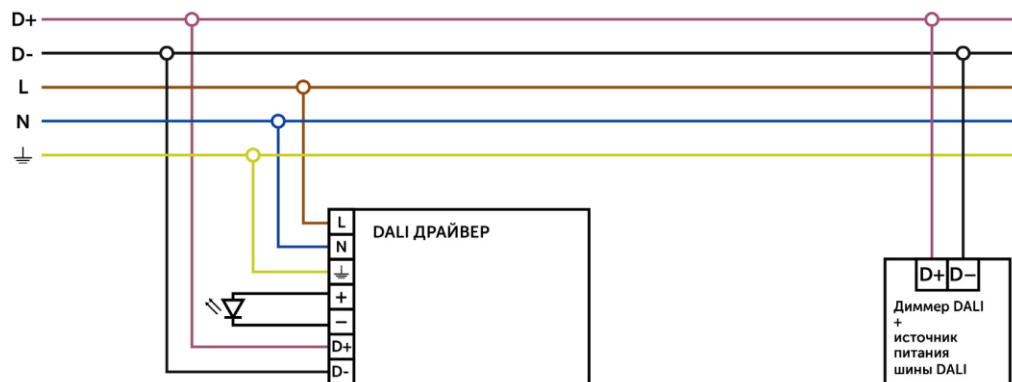 D+
D-
L
N
L
N
+
−
D+
D-
DALI ДРАЙВЕР
D+ D−
Диммер DALI
+
источник
питания
шины DALI